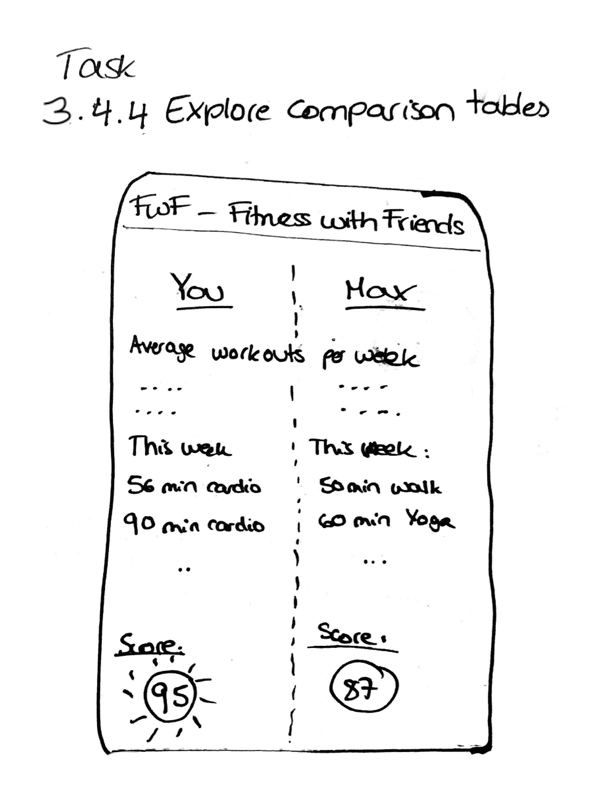 Task
3.4.4 Explore comparison tables
FWF - Fitness with Friends
You
Max
Average workouts per week
....
....
....
....
This week
This week:
56 min cardio
50 min walk
90 min cardio
60 min Yoga
..
...
Score:
Score:
95
87